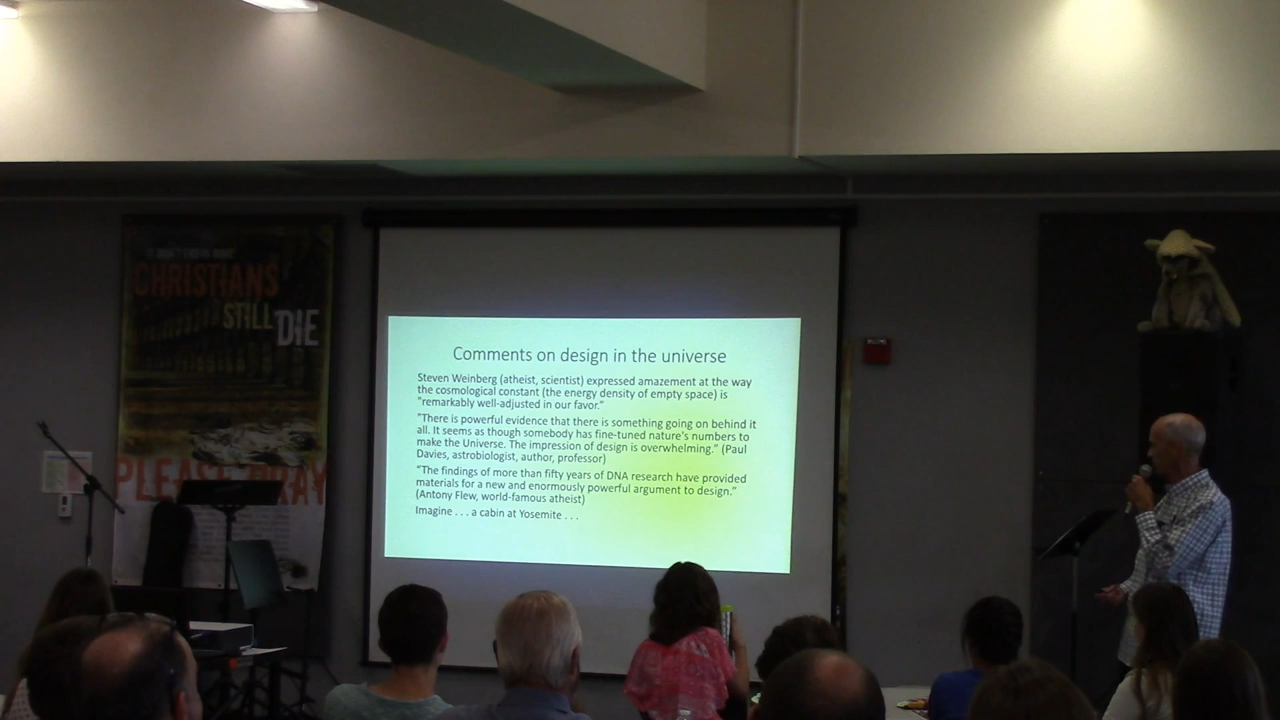 CHRISTIANS
STILL
DIE
PLEASE PRAY
Comments on design in the universe
Steven Weinberg (atheist, scientist) expressed amazement at the way
the cosmological constant (the energy density of empty space) is
"remarkably well-adjusted in our favor."
"There is powerful evidence that there is something going on behind it
all. It seems as though somebody has fine-tuned nature's numbers to
make the Universe. The impression of design is overwhelming." (Paul
Davies, astrobiologist, author, professor)
"The findings of more than fifty years of DNA research have provided
materials for a new and enormously powerful argument to design."
(Antony Flew, world-famous atheist)
Imagine . . . a cabin at Yosemite . . .